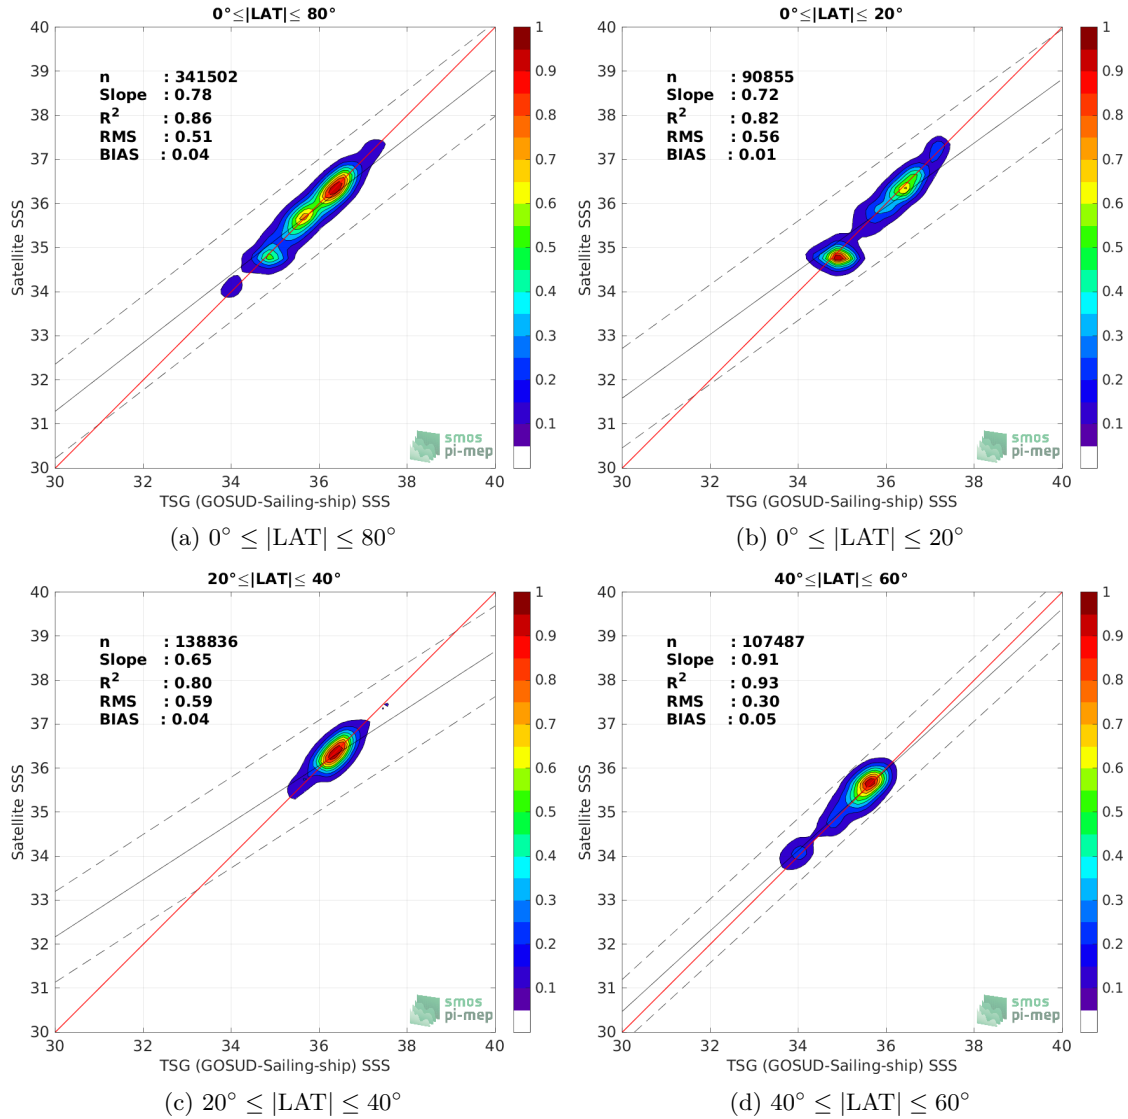 0°≤|LAT|≤ 80°
n : 341502
Slope : 0.78
R² : 0.86
RMS : 0.51
BIAS : 0.04
Satellite SSS
40
39
38
37
36
35
34
33
32
31
30
30 32 34 36 38 40
TSG (GOSUD-Sailing-ship) SSS
1
0.9
0.8
0.7
0.6
0.5
0.4
0.3
0.2
0.1
smos
pi-mep
(a) 0° ≤ |LAT| ≤ 80°
0°≤|LAT|≤ 20°
n : 90855
Slope : 0.72
R² : 0.82
RMS : 0.56
BIAS : 0.01
Satellite SSS
40
39
38
37
36
35
34
33
32
31
30
30 32 34 36 38 40
TSG (GOSUD-Sailing-ship) SSS
1
0.9
0.8
0.7
0.6
0.5
0.4
0.3
0.2
0.1
smos
pi-mep
(b) 0° ≤ |LAT| ≤ 20°
20°≤|LAT|≤ 40°
n : 138836
Slope : 0.65
R² : 0.80
RMS : 0.59
BIAS : 0.04
Satellite SSS
40
39
38
37
36
35
34
33
32
31
30
30 32 34 36 38 40
TSG (GOSUD-Sailing-ship) SSS
1
0.9
0.8
0.7
0.6
0.5
0.4
0.3
0.2
0.1
smos
pi-mep
(c) 20° ≤ |LAT| ≤ 40°
40°≤|LAT|≤ 60°
n : 107487
Slope : 0.91
R² : 0.93
RMS : 0.30
BIAS : 0.05
Satellite SSS
40
39
38
37
36
35
34
33
32
31
30
30 32 34 36 38 40
TSG (GOSUD-Sailing-ship) SSS
1
0.9
0.8
0.7
0.6
0.5
0.4
0.3
0.2
0.1
smos
pi-mep
(d) 40° ≤ |LAT| ≤ 60°